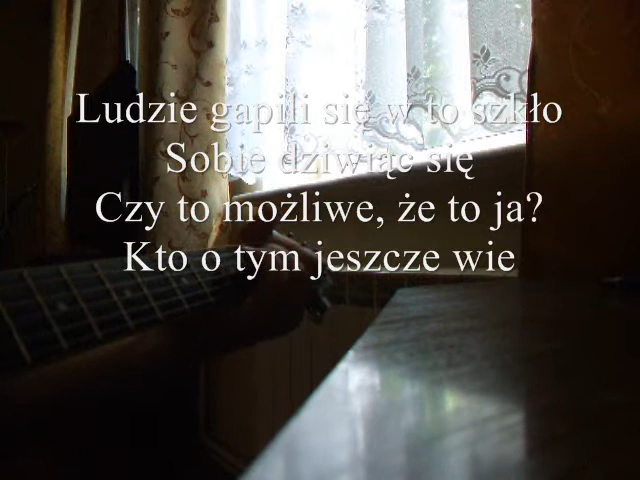 Ludzie gapili się w to szkło
Sobie dziwiąc się
Czy to możliwe, że to ja?
Kto o tym jeszcze wie